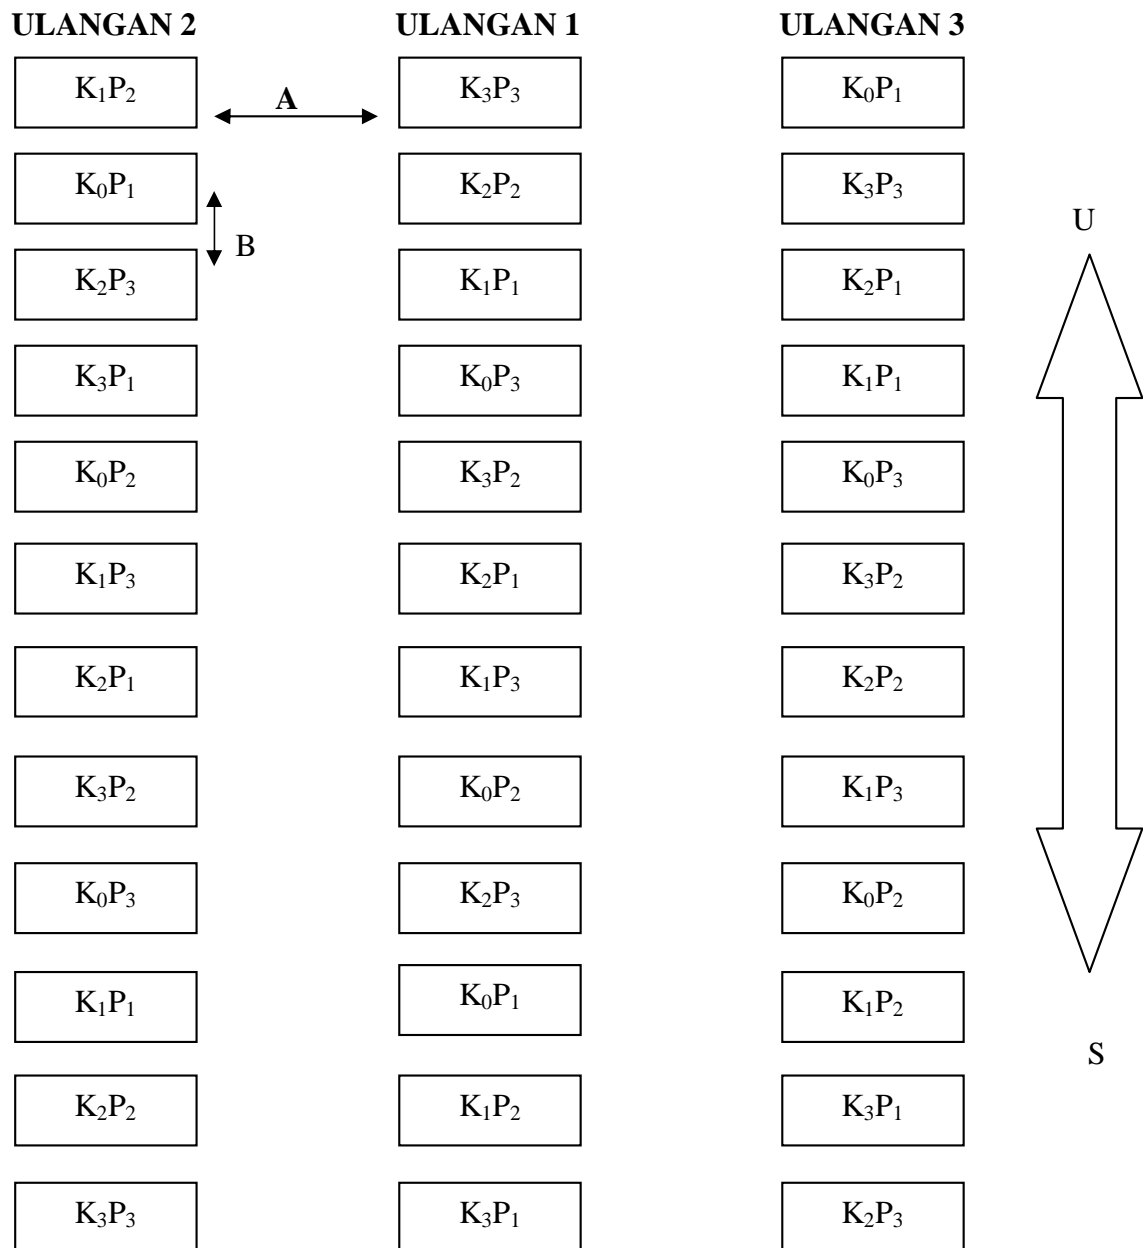 ULANGAN 2 ULANGAN 1 ULANGAN 3
K₁P₂ A K₃P₃ K₀P₁
K₀P₁ K₂P₂ K₃P₃
U
B
K₂P₃ K₁P₁ K₂P₁
K₃P₁ K₀P₃ K₁P₁
K₀P₂ K₃P₂ K₀P₃
K₁P₃ K₂P₁ K₃P₂
K₂P₁ K₁P₃ K₂P₂
K₃P₂ K₀P₂ K₁P₃
K₀P₃ K₂P₃ K₀P₂
K₁P₁ K₀P₁ K₁P₂
S
K₂P₂ K₁P₂ K₃P₁
K₃P₃ K₃P₁ K₂P₃